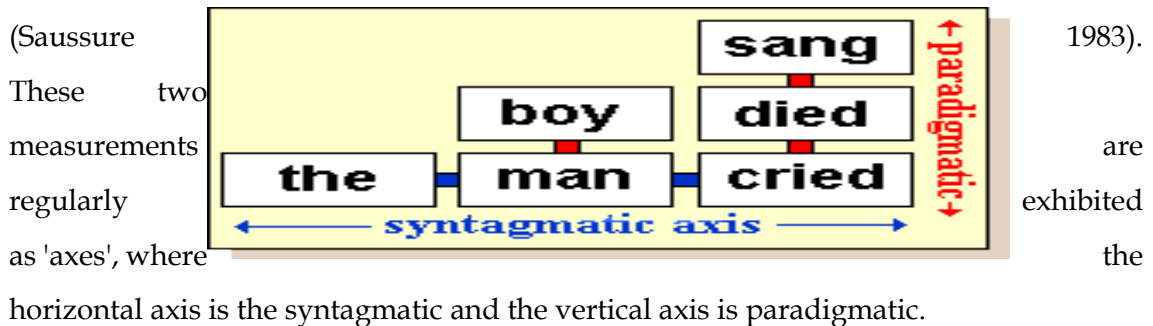 (Saussure 1983).
These two
measurements are
regularly exhibited
as 'axes', where the
horizontal axis is the syntagmatic and the vertical axis is paradigmatic.
sang
boy died
the man cried
syntagmatic axis
paradigmatic